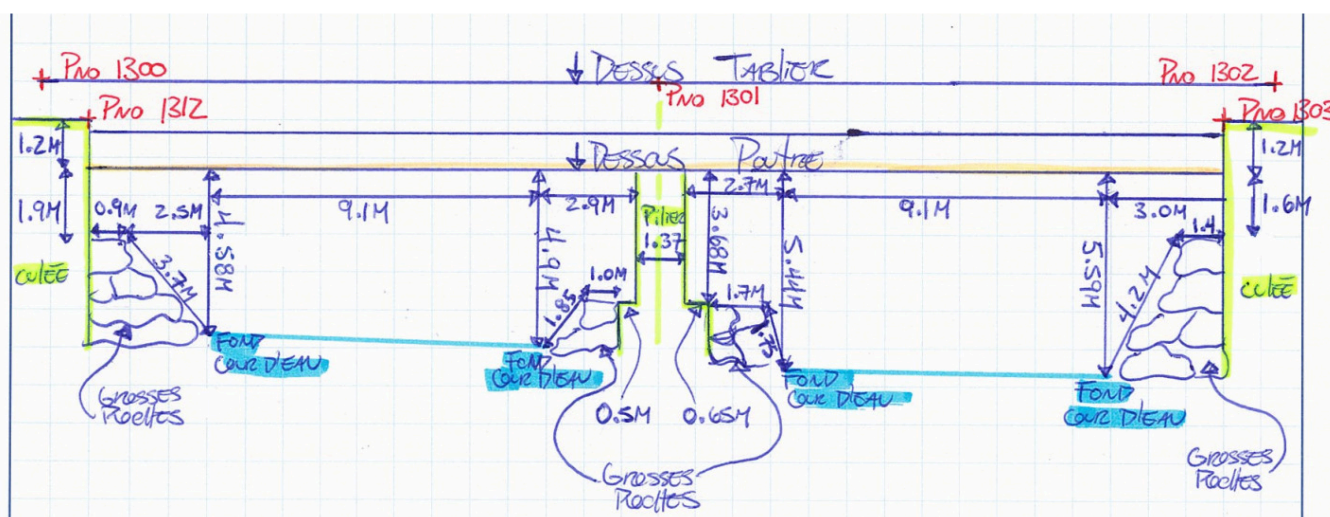 PNO 1300
↓ DESSUS TABLIER
PNO 1302
PNO 1312
PNO 1301
PNO 1303
1.2M
1.2M
↓ DESSOUS POUTRE
1.9M
0.9M
2.5M
9.1M
2.9M
PILIER
2.7M
9.1M
3.0M
1.6M
4.58M
4.9M
1.37
3.68M
5.44M
5.59M
1.4
CULÉE
3.7M
1.0M
1.85
1.7M
1.75
4.2M
CULÉE
FOND
COUR D'EAU
FOND
COUR D'EAU
FOND
COUR D'EAU
FOND
COUR D'EAU
GROSSES
ROCHES
0.5M
0.65M
GROSSES
ROCHES
GROSSES
ROCHES